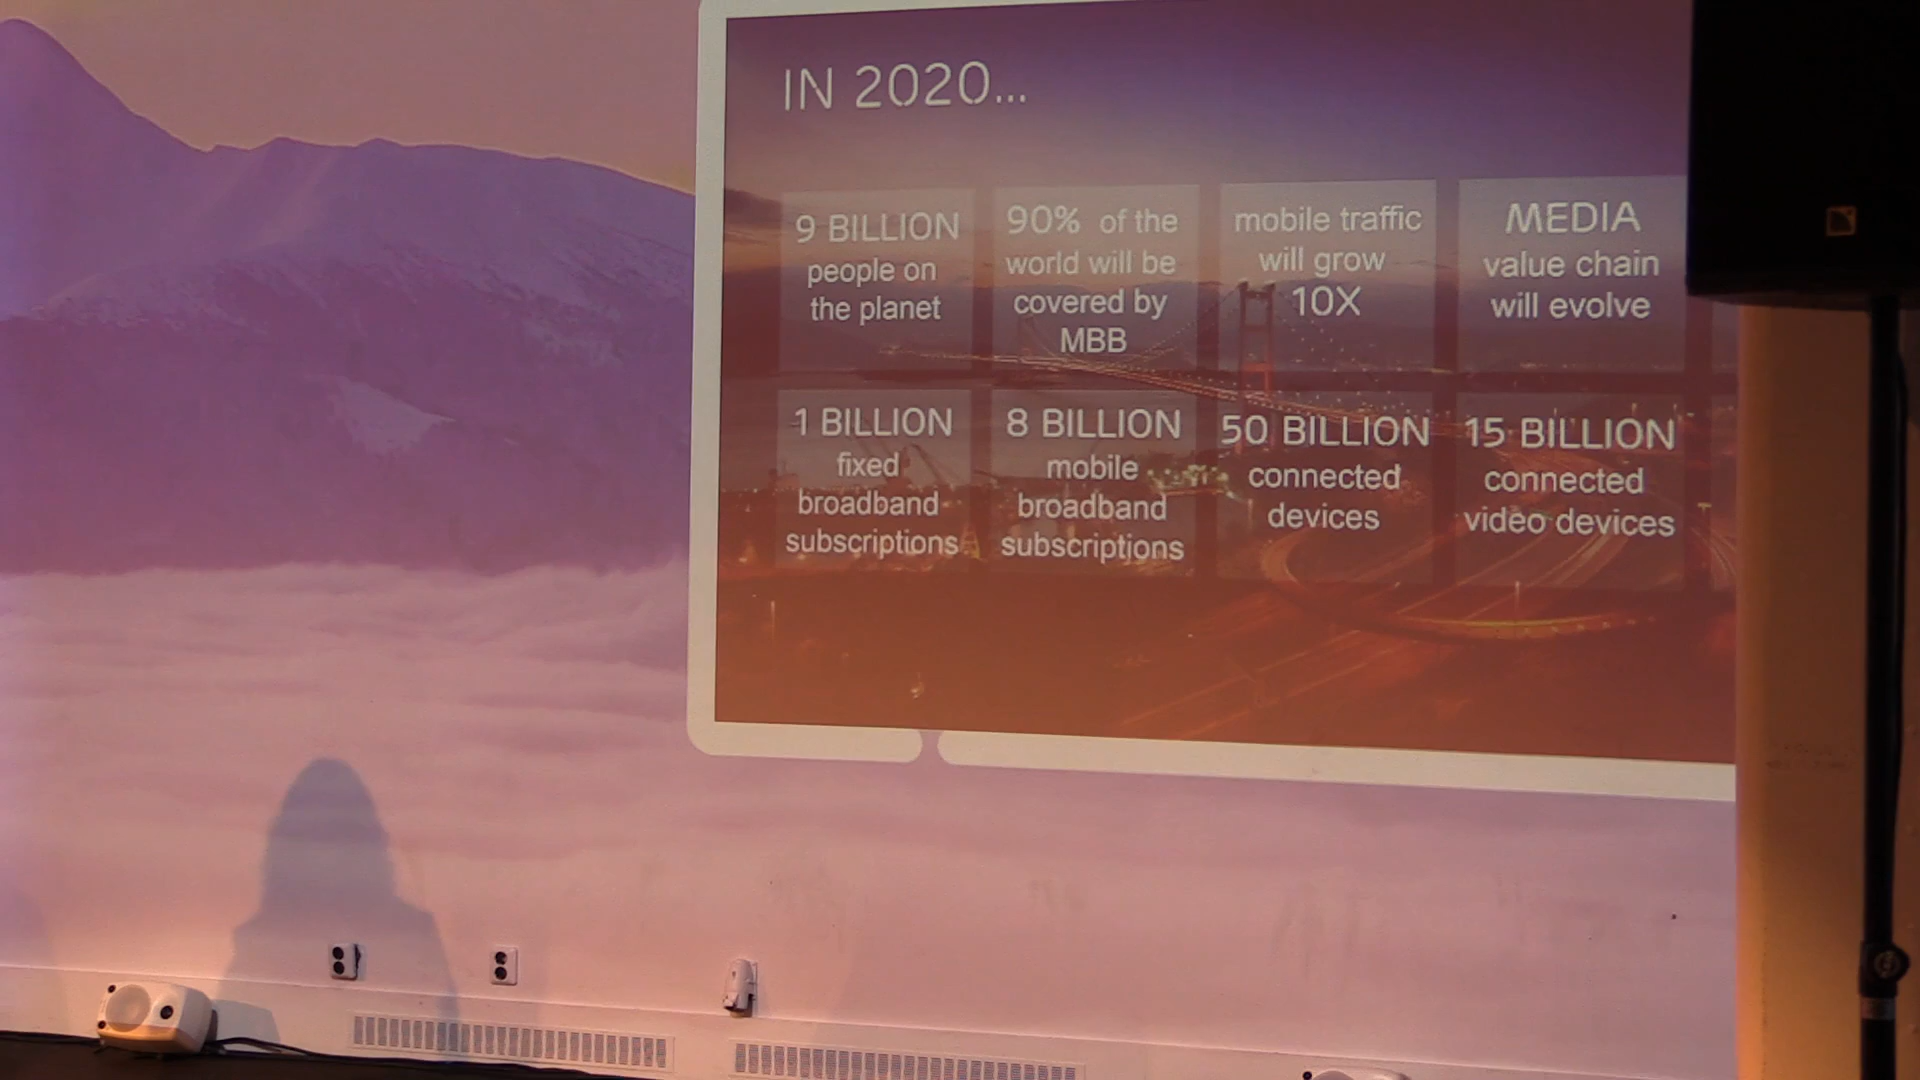 IN 2020...
9 BILLION
people on
the planet
90% of the
world will be
covered by
MBB
mobile traffic
will grow
10X
MEDIA
value chain
will evolve
1 BILLION
fixed
broadband
subscriptions
8 BILLION
mobile
broadband
subscriptions
50 BILLION
connected
devices
15 BILLION
connected
video devices